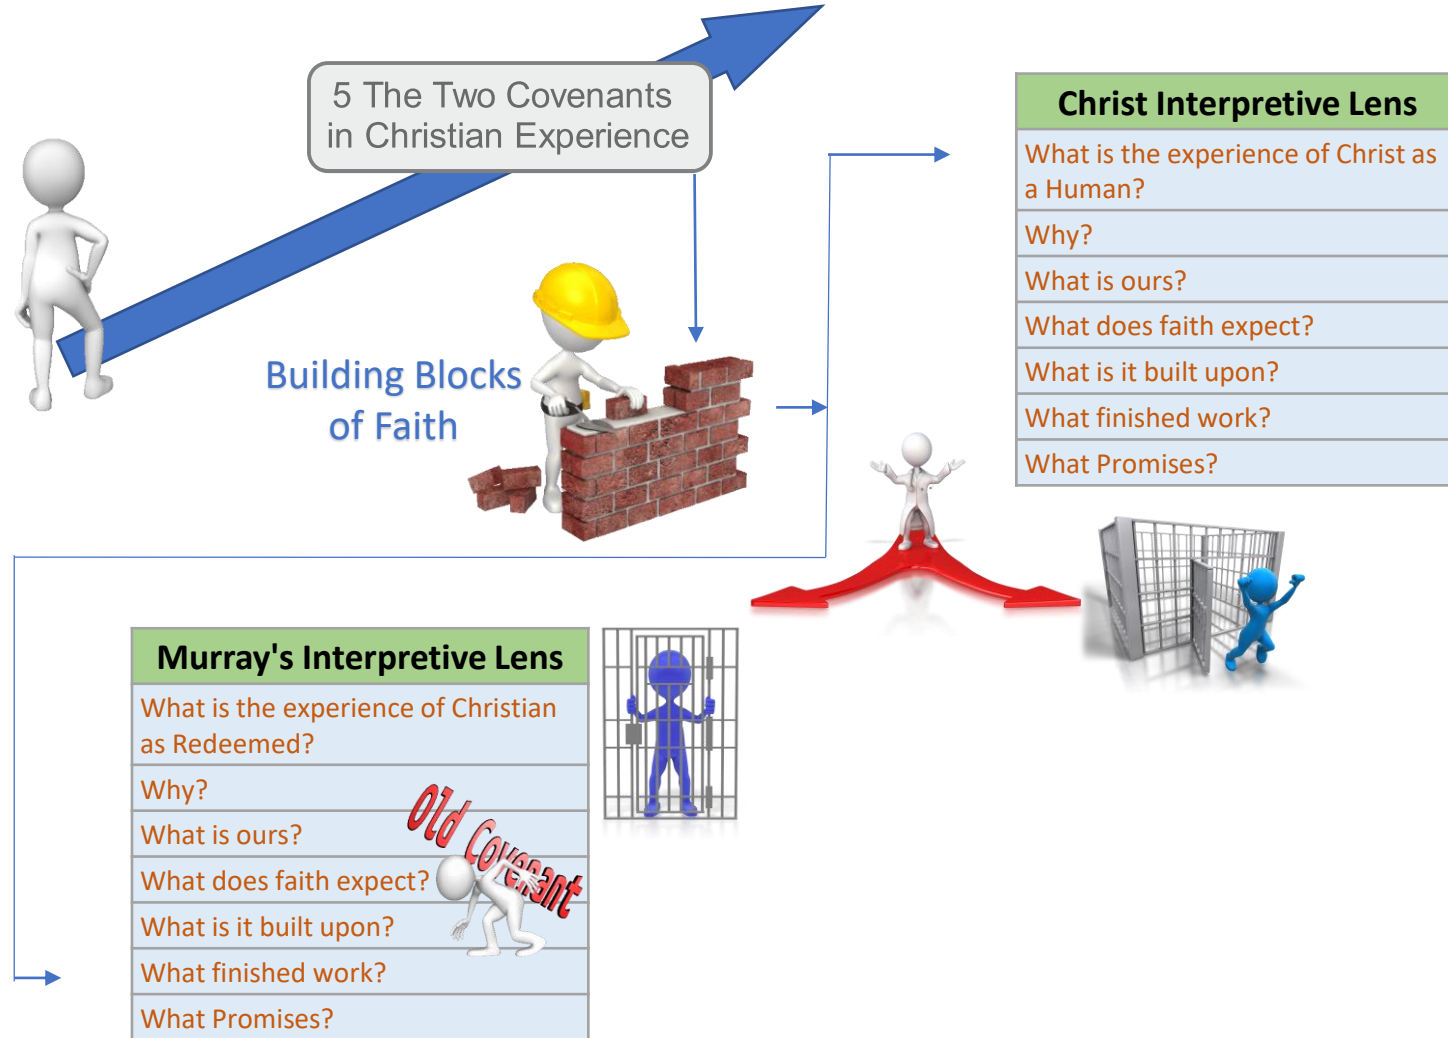 5 The Two Covenants
in Christian Experience
Building Blocks
of Faith
Christ Interpretive Lens
What is the experience of Christ as
a Human?
Why?
What is ours?
What does faith expect?
What is it built upon?
What finished work?
What Promises?
Murray's Interpretive Lens
What is the experience of Christian
as Redeemed?
Why?
What is ours?
What does faith expect?
What is it built upon?
What finished work?
What Promises?
Old Covenant